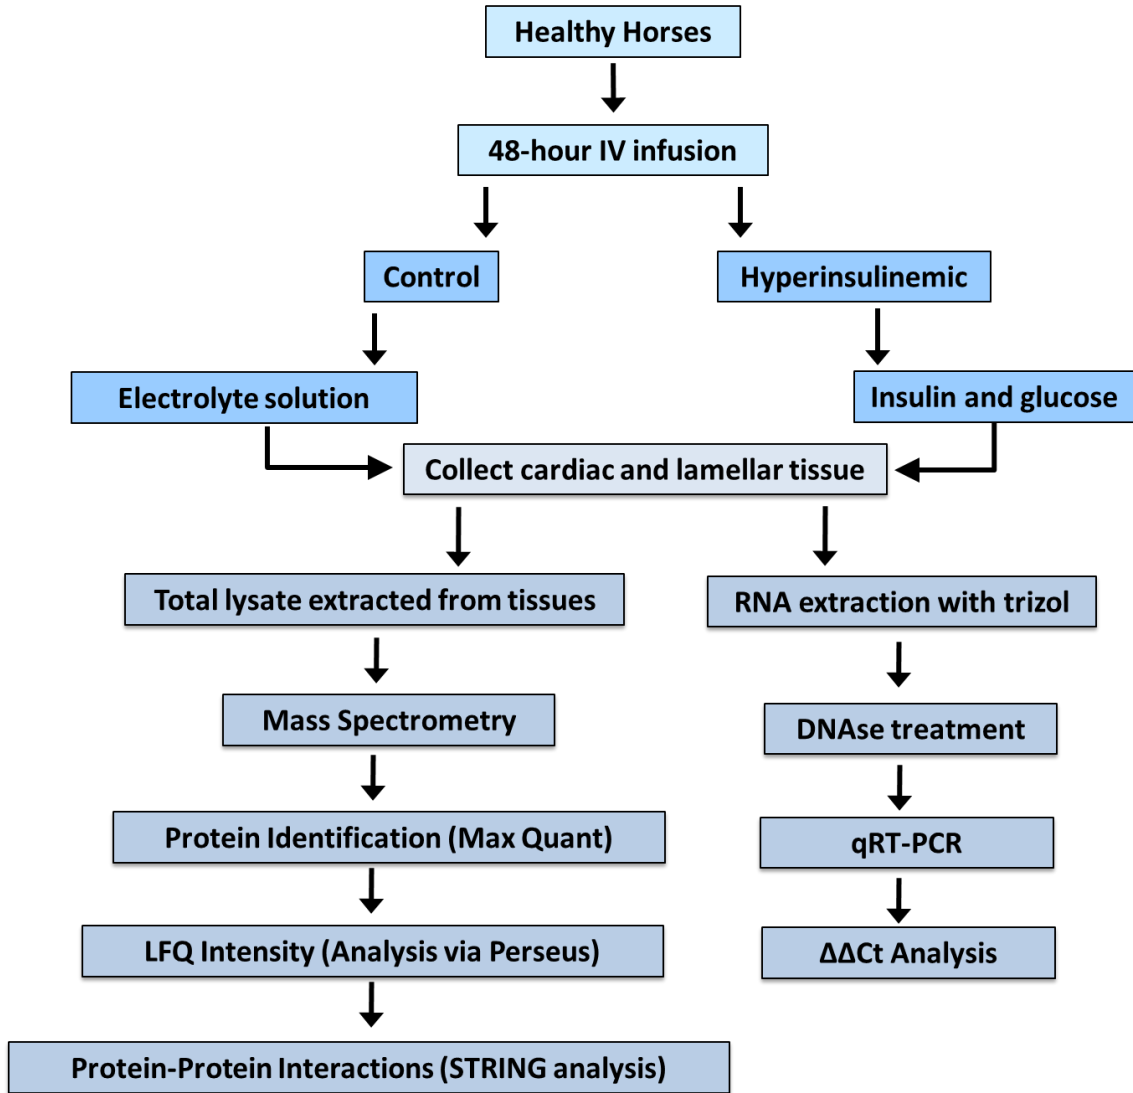 Healthy Horses
48-hour IV infusion
Control
Hyperinsulinemic
Electrolyte solution
Insulin and glucose
Collect cardiac and lamellar tissue
Total lysate extracted from tissues
RNA extraction with trizol
Mass Spectrometry
DNAse treatment
Protein Identification (Max Quant)
qRT-PCR
LFQ Intensity (Analysis via Perseus)
ΔΔCt Analysis
Protein-Protein Interactions (STRING analysis)